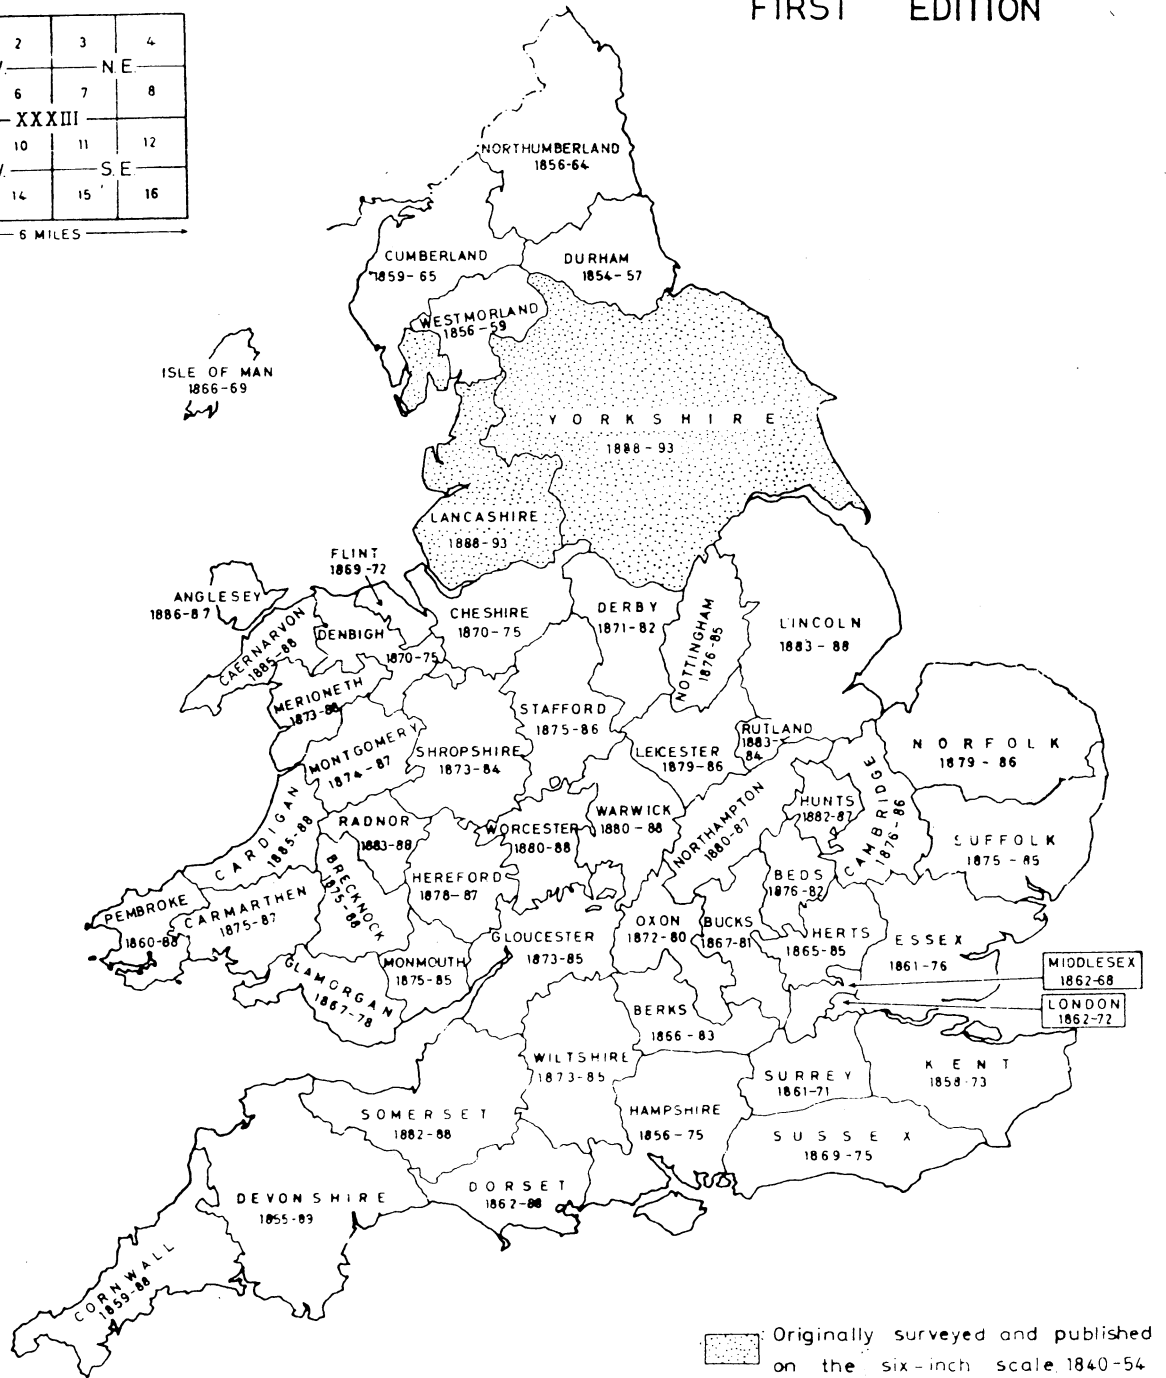 FIRST EDITION
2 3 4
N.E.
6 7 8
XXXIII
10 11 12
S.E.
14 15 16
6 MILES
NORTHUMBERLAND
1856-64
CUMBERLAND
1859-65
DURHAM
1854-57
WESTMORLAND
1856-59
ISLE OF MAN
1866-69
YORKSHIRE
1888-93
LANCASHIRE
1888-93
FLINT
1869-72
ANGLESEY
1886-87
CAERNARVON
1885-88
DENBIGH
1870-75
CHESHIRE
1870-75
DERBY
1871-82
NOTTINGHAM
1876-85
LINCOLN
1883-88
MERIONETH
1873-88
STAFFORD
1875-86
RUTLAND
1883-
84
MONTGOMERY
1874-87
SHROPSHIRE
1873-84
LEICESTER
1879-86
NORFOLK
1879-86
CARDIGAN
1885-88
RADNOR
1883-88
WORCESTER
1880-88
WARWICK
1880-88
NORTHAMPTON
1880-87
HUNTS
1882-87
CAMBRIDGE
1876-86
SUFFOLK
1875-85
PEMBROKE
1860-88
CARMARTHEN
1875-87
BRECKNOCK
1875-88
HEREFORD
1878-87
BEDS
1876-82
GLOUCESTER
1873-85
OXON
1872-80
BUCKS
1867-81
HERTS
1865-85
ESSEX
1861-76
GLAMORGAN
1867-78
MONMOUTH
1875-85
MIDDLESEX
1862-68
LONDON
1862-72
BERKS
1866-83
WILTSHIRE
1873-85
SURREY
1861-71
KENT
1858-73
SOMERSET
1882-88
HAMPSHIRE
1856-75
SUSSEX
1869-75
DEVONSHIRE
1855-89
DORSET
1862-88
CORNWALL
1859-88
Originally surveyed and published
on the six-inch scale, 1840-54